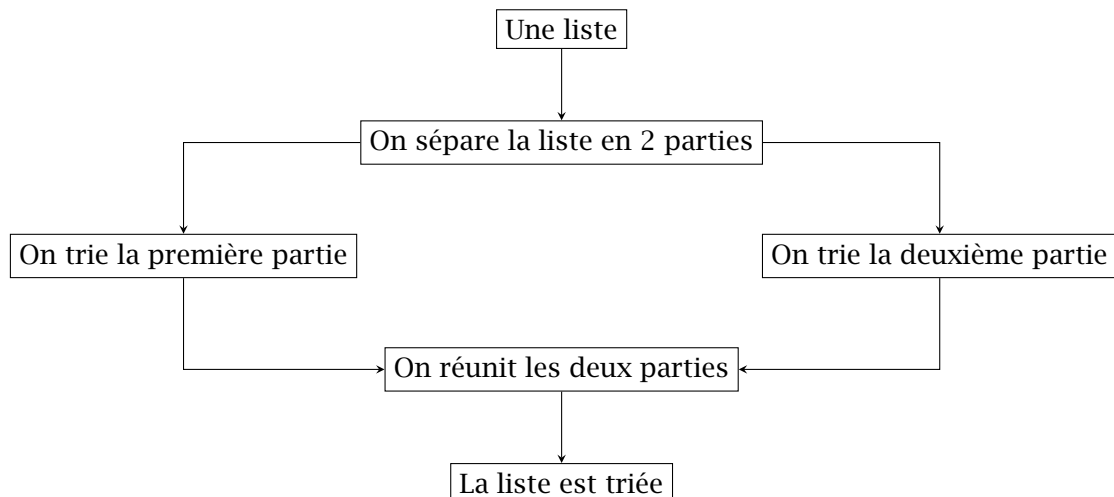 Une liste
On sépare la liste en 2 parties
On trie la première partie
On trie la deuxième partie
On réunit les deux parties
La liste est triée